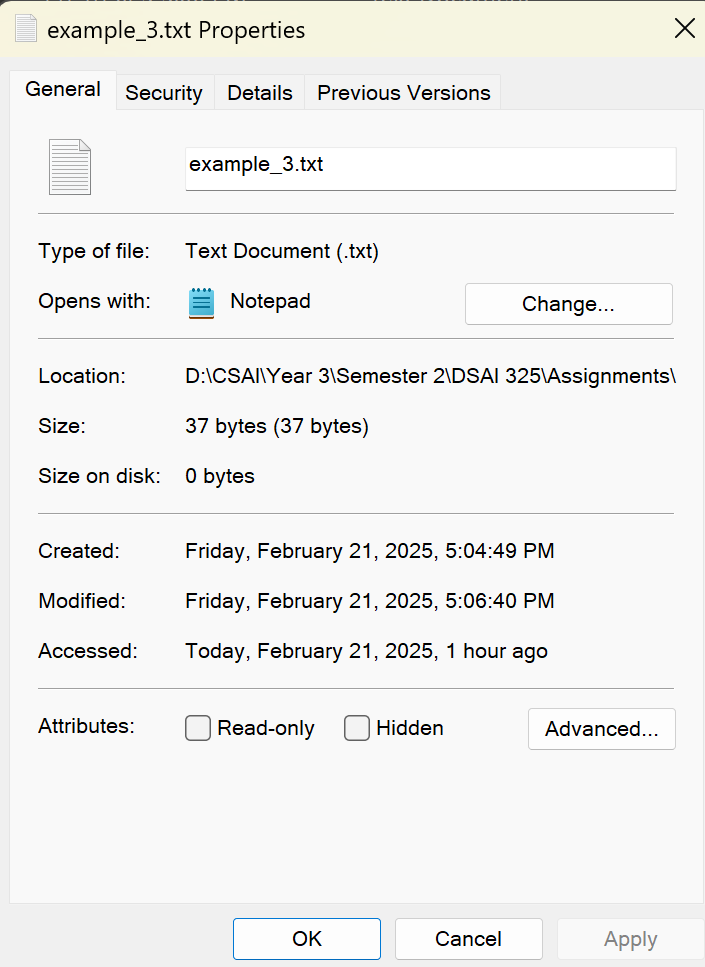 example_3.txt Properties
General Security Details Previous Versions
example_3.txt
Type of file: Text Document (.txt)
Opens with: Notepad Change...
Location: D:\CSAI\Year 3\Semester 2\DSAI 325\Assignments\
Size: 37 bytes (37 bytes)
Size on disk: 0 bytes
Created: Friday, February 21, 2025, 5:04:49 PM
Modified: Friday, February 21, 2025, 5:06:40 PM
Accessed: Today, February 21, 2025, 1 hour ago
Attributes: Read-only Hidden Advanced...
OK Cancel Apply